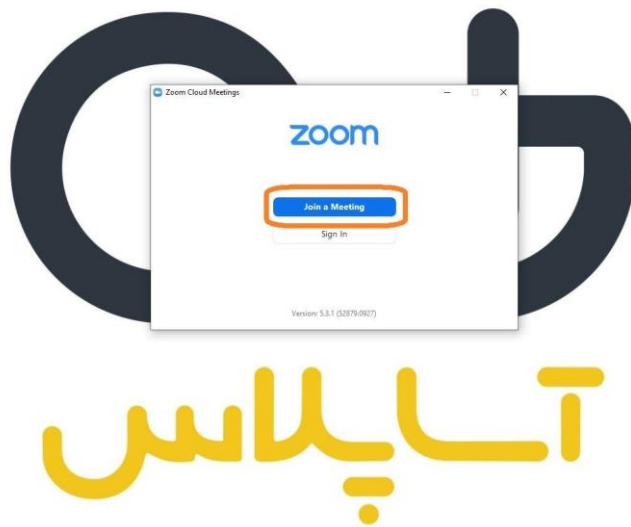 Zoom Cloud Meetings
zoom
Join a Meeting
Sign In
Version: 5.3.1 (52879.0927)
آساپلاس